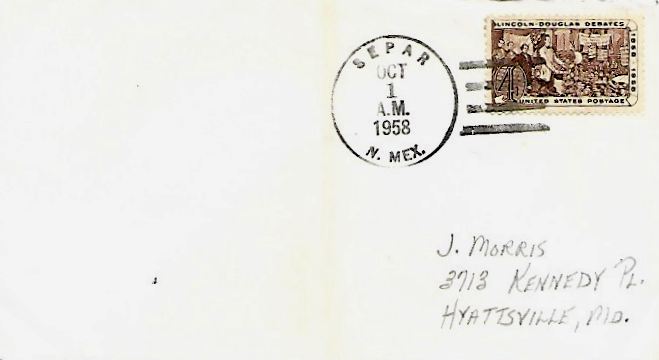 LINCOLN-DOUGLAS DEBATES
1858-1958
4¢
UNITED STATES POSTAGE
SEPAR
OCT
1
A.M.
1958
N. MEX.
J. MORRIS
3713 KENNEDY PL.
HYATTSVILLE, MD.